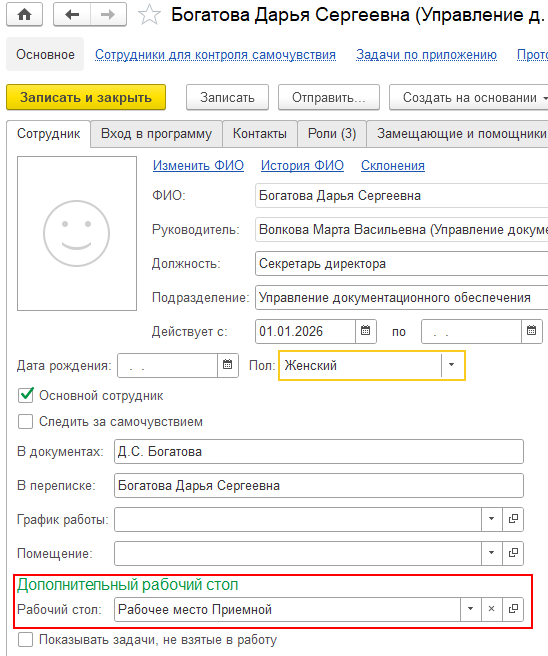 Богатова Дарья Сергеевна (Управление д.
Основное Сотрудники для контроля самочувствия Задачи по приложению Прото
Записать и закрыть Записать Отправить... Создать на основании
Сотрудник Вход в программу Контакты Роли (3) Замещающие и помощники
Изменить ФИО История ФИО Склонения
ФИО: Богатова Дарья Сергеевна
Руководитель: Волкова Марта Васильевна (Управление докуме
Должность: Секретарь директора
Подразделение: Управление документационного обеспечения
Действует с: 01.01.2026 по . .
Дата рождения: . . Пол: Женский
Основной сотрудник
Следить за самочувствием
В документах: Д.С. Богатова
В переписке: Богатова Дарья Сергеевна
График работы:
Помещение:
Дополнительный рабочий стол
Рабочий стол: Рабочее место Приемной
Показывать задачи, не взятые в работу